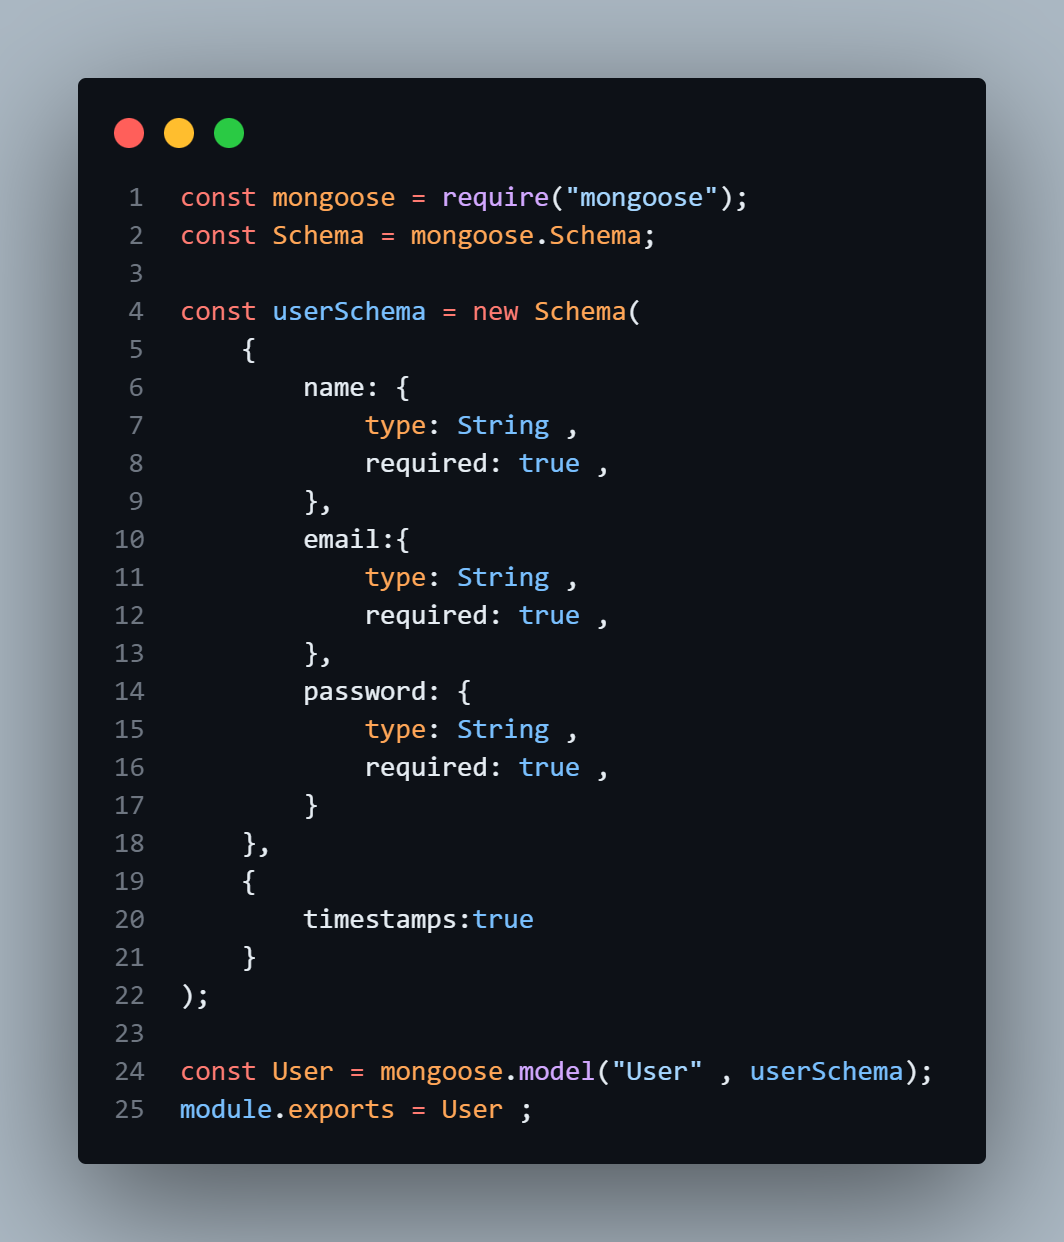 1 const mongoose = require("mongoose");
2 const Schema = mongoose.Schema;
3
4 const userSchema = new Schema(
5     {
6         name: {
7             type: String ,
8             required: true ,
9         },
10         email:{
11             type: String ,
12             required: true ,
13         },
14         password: {
15             type: String ,
16             required: true ,
17         }
18     },
19     {
20         timestamps:true
21     }
22 );
23
24 const User = mongoose.model("User" , userSchema);
25 module.exports = User ;